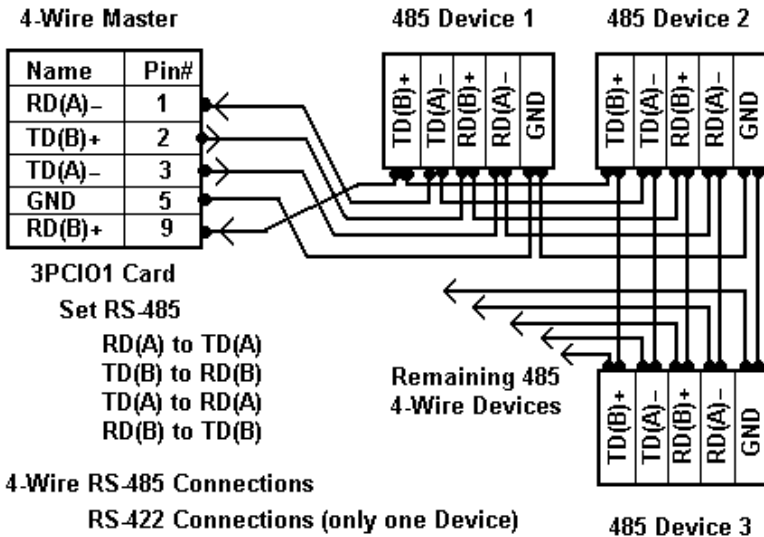 4-Wire Master
Name Pin#
RD(A)- 1
TD(B)+ 2
TD(A)- 3
GND 5
RD(B)+ 9
3PCIO1 Card
Set RS-485
RD(A) to TD(A)
TD(B) to RD(B)
TD(A) to RD(A)
RD(B) to TD(B)
485 Device 1
TD(B)+
TD(A)-
RD(B)+
RD(A)-
GND
485 Device 2
TD(B)+
TD(A)-
RD(B)+
RD(A)-
GND
Remaining 485
4-Wire Devices
TD(B)+
TD(A)-
RD(B)+
RD(A)-
GND
485 Device 3
4-Wire RS-485 Connections
RS-422 Connections (only one Device)